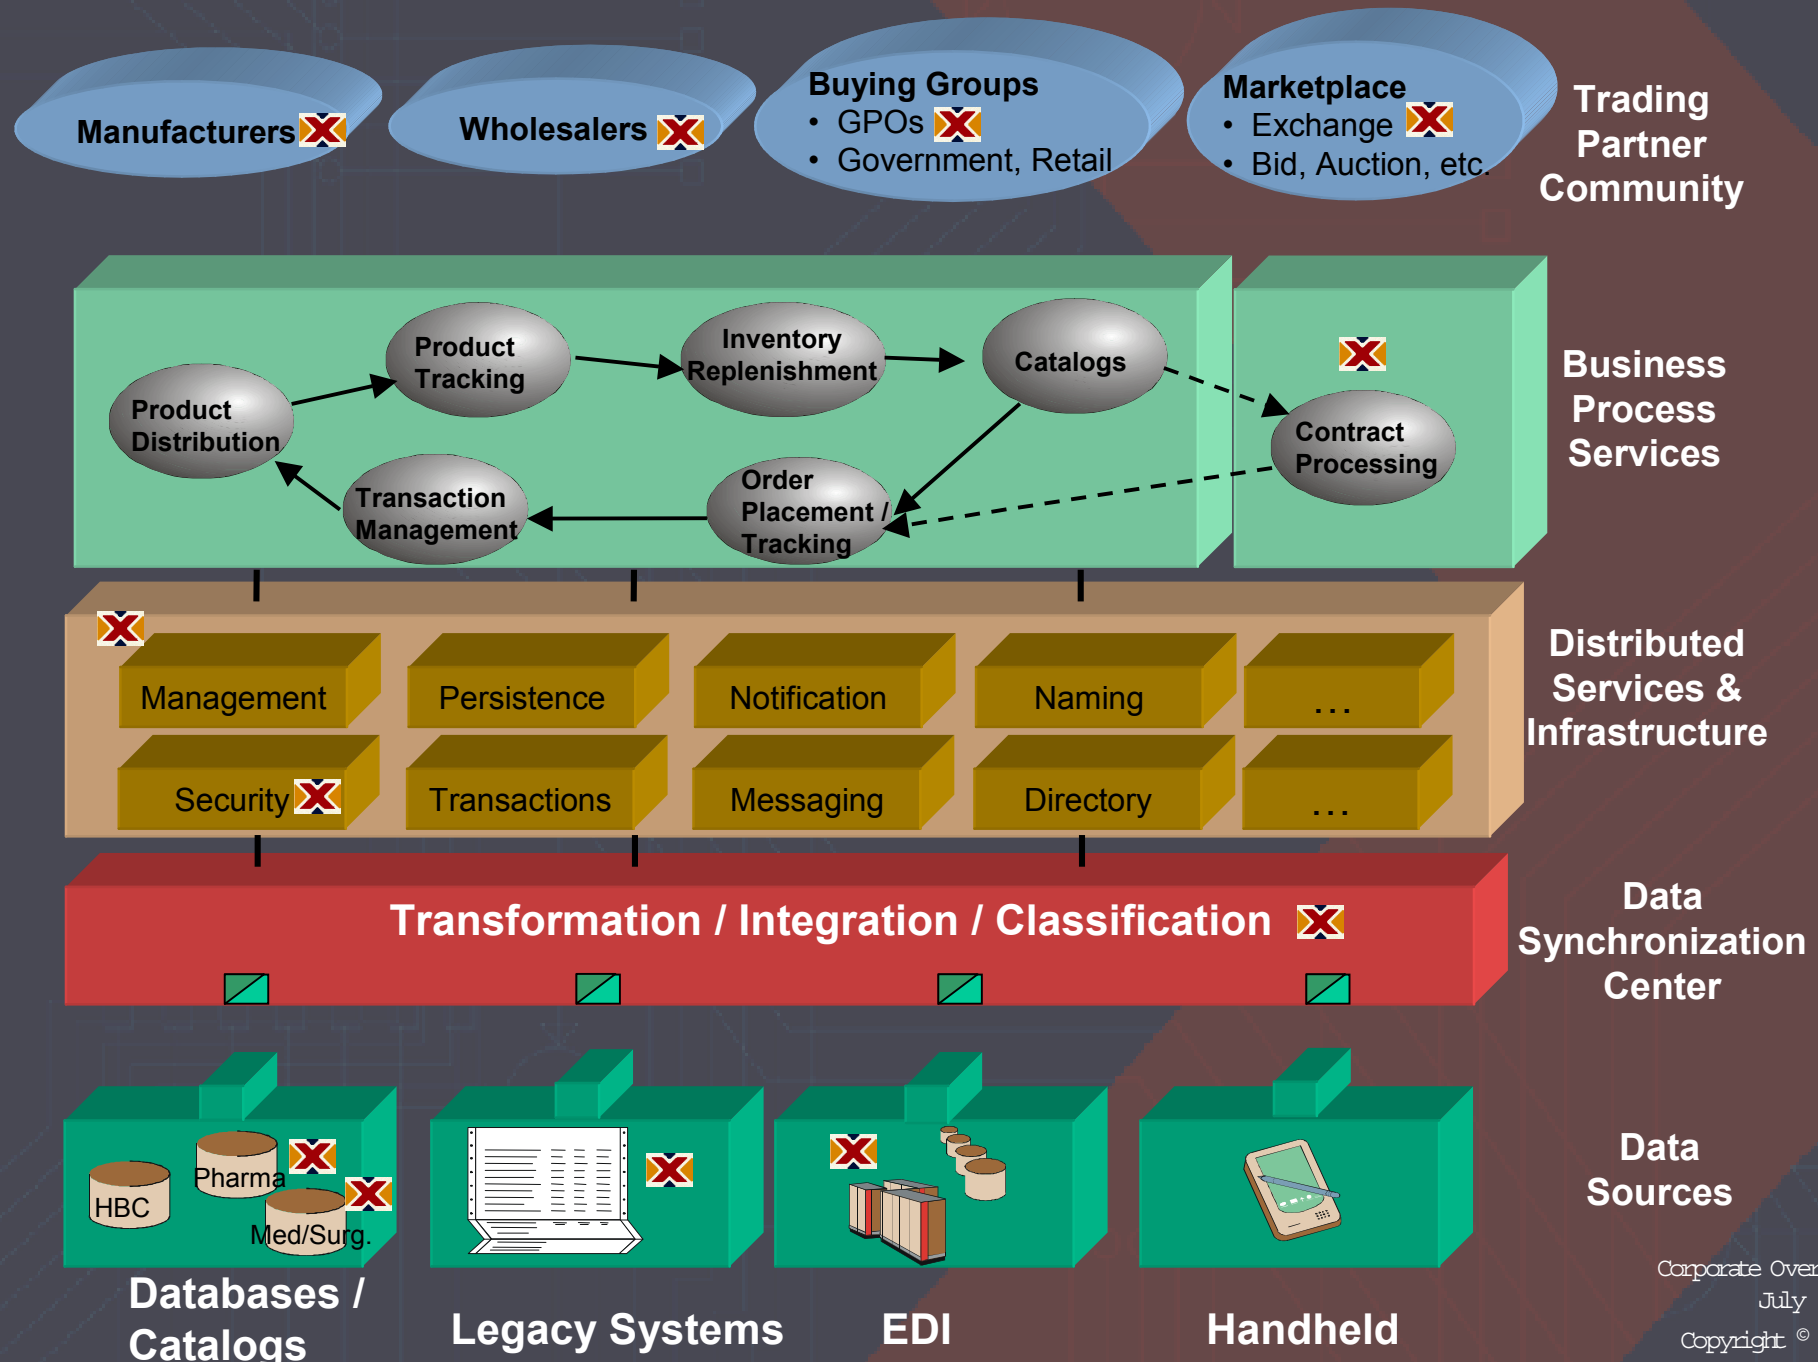 Manufacturers
Wholesalers
Buying Groups
• GPOs
• Government, Retail
Marketplace
• Exchange
• Bid, Auction, etc.
Trading
Partner
Community
Product
Tracking
Inventory
Replenishment
Catalogs
Product
Distribution
Transaction
Management
Order
Placement /
Tracking
Contract
Processing
Business
Process
Services
Management
Persistence
Notification
Naming
...
Security
Transactions
Messaging
Directory
...
Distributed
Services &
Infrastructure
Transformation / Integration / Classification
Data
Synchronization
Center
HBC
Pharma
Med/Surg.
Data
Sources
Databases /
Catalogs
Legacy Systems
EDI
Handheld
Corporate Over
July
Copyright ©